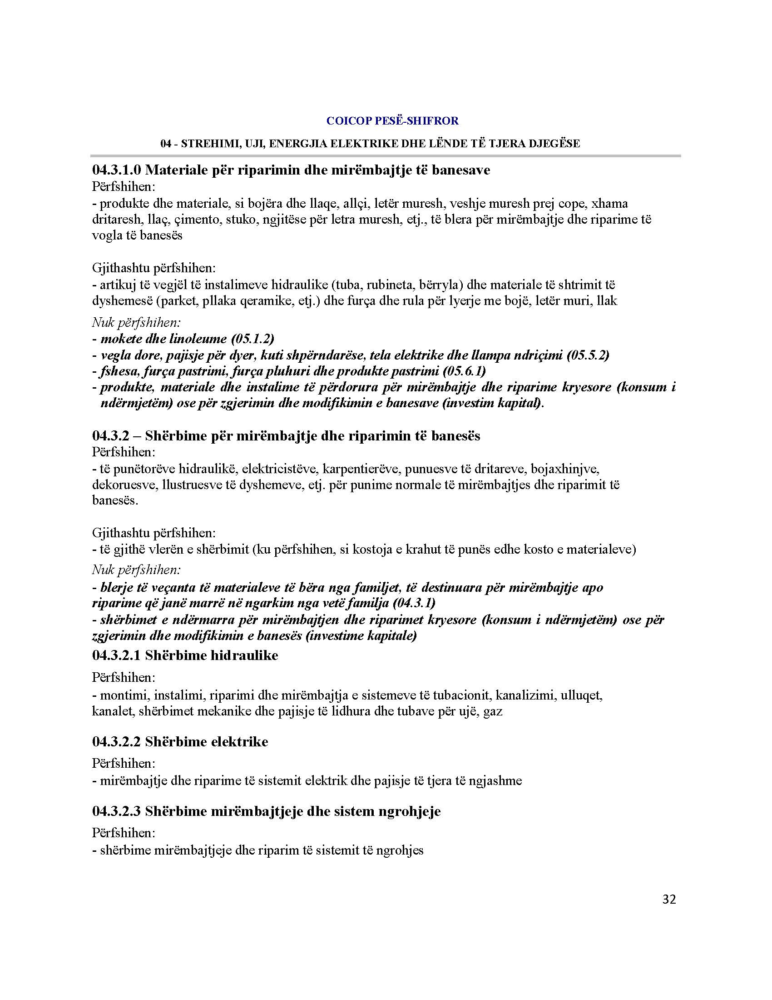 COICOP PESË-SHIFROR
04 - STREHIMI, UJI, ENERGJIA ELEKTRIKE DHE LËNDE TË TJERA DJEGËSE
04.3.1.0 Materiale për riparimin dhe mirëmbajtje të banesave
Përfshihen:
- produkte dhe materiale, si bojëra dhe llaqe, allçi, letër muresh, veshje muresh prej cope, xhama
dritaresh, llaç, çimento, stuko, ngjitëse për letra muresh, etj., të blera për mirëmbajtje dhe riparime të
vogla të banesës
Gjithashtu përfshihen:
- artikuj të vegjël të instalimeve hidraulike (tuba, rubineta, bërryla) dhe materiale të shtrimit të
dyshemesë (parket, pllaka qeramike, etj.) dhe furça dhe rula për lyerje me bojë, letër muri, llak
Nuk përfshihen:
- mokete dhe linoleume (05.1.2)
- vegla dore, pajisje për dyer, kuti shpërndarëse, tela elektrike dhe llampa ndriçimi (05.5.2)
- fshesa, furça pastrimi, furça pluhuri dhe produkte pastrimi (05.6.1)
- produkte, materiale dhe instalime të përdorura për mirëmbajtje dhe riparime kryesore (konsum i
ndërmjetëm) ose për zgjerimin dhe modifikimin e banesave (investim kapital).
04.3.2 – Shërbime për mirëmbajtje dhe riparimin të banesës
Përfshihen:
- të punëtorëve hidraulikë, elektricistëve, karpentierëve, punuesve të dritareve, bojaxhinjve,
dekoruesve, llustruesve të dyshemeve, etj. për punime normale të mirëmbajtjes dhe riparimit të
banesës.
Gjithashtu përfshihen:
- të gjithë vlerën e shërbimit (ku përfshihen, si kostoja e krahut të punës edhe kosto e materialeve)
Nuk përfshihen:
- blerje të veçanta të materialeve të bëra nga familjet, të destinuara për mirëmbajtje apo
riparime që janë marrë në ngarkim nga vetë familja (04.3.1)
- shërbimet e ndërmarra për mirëmbajtjen dhe riparimet kryesore (konsum i ndërmjetëm) ose për
zgjerimin dhe modifikimin e banesës (investime kapitale)
04.3.2.1 Shërbime hidraulike
Përfshihen:
- montimi, instalimi, riparimi dhe mirëmbajtja e sistemeve të tubacionit, kanalizimi, ulluqet,
kanalet, shërbimet mekanike dhe pajisje të lidhura dhe tubave për ujë, gaz
04.3.2.2 Shërbime elektrike
Përfshihen:
- mirëmbajtje dhe riparime të sistemit elektrik dhe pajisje të tjera të ngjashme
04.3.2.3 Shërbime mirëmbajtjeje dhe sistem ngrohjeje
Përfshihen:
- shërbime mirëmbajtjeje dhe riparim të sistemit të ngrohjes
32